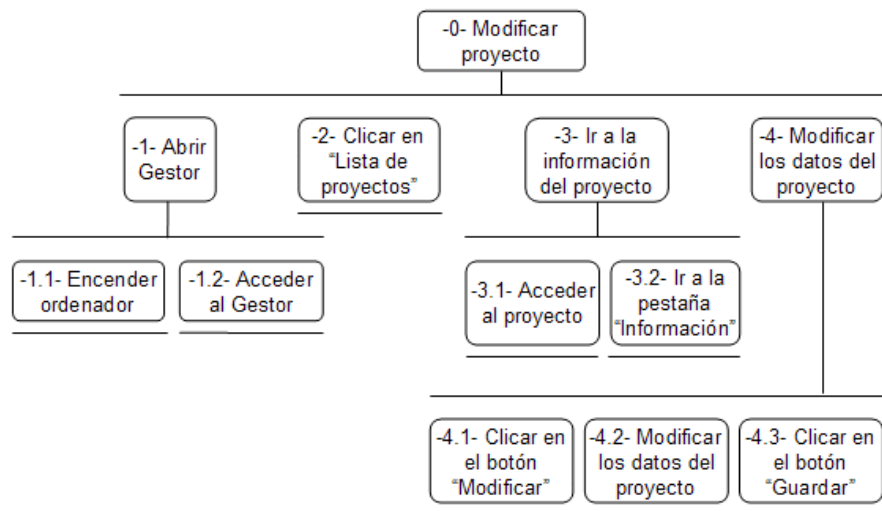 -0- Modificar
proyecto
-1- Abrir
Gestor
-2- Clicar en
“Lista de
proyectos”
-3- Ir a la
información
del proyecto
-4- Modificar
los datos del
proyecto
-1.1- Encender
ordenador
-1.2- Acceder
al Gestor
-3.1- Acceder
al proyecto
-3.2- Ir a la
pestaña
“Información”
-4.1- Clicar en
el botón
“Modificar”
-4.2- Modificar
los datos del
proyecto
-4.3- Clicar en
el botón
“Guardar”